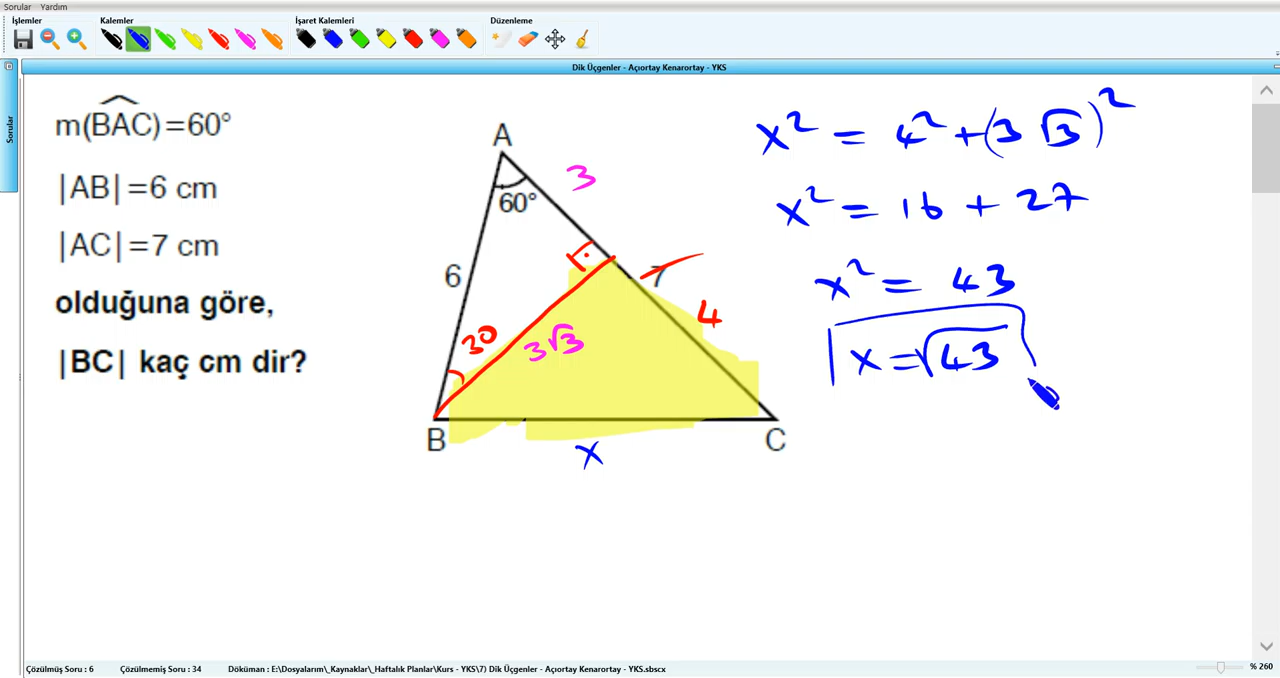 Sorular Yardım
İşlemler Kalemler İşaret Kalemleri Düzenleme
Dik Üçgenler - Açıortay Kenarortay - YKS
Sorular
m(BAC)=60°
|AB|=6 cm
|AC|=7 cm
olduğuna göre,
|BC| kaç cm dir?
A
3
60°
6
7
4
30
3√3
B
C
x
x² = 4² + (3√3)²
x² = 16 + 27
x² = 43
x = √43
Çözülmüş Soru : 6 Çözülmemiş Soru : 34 Döküman : E:\Dosyalarım\_Kaynaklar\_Haftalık Planlar\Kurs - YKS\7) Dik Üçgenler - Açıortay Kenarortay - YKS.sbscx % 260